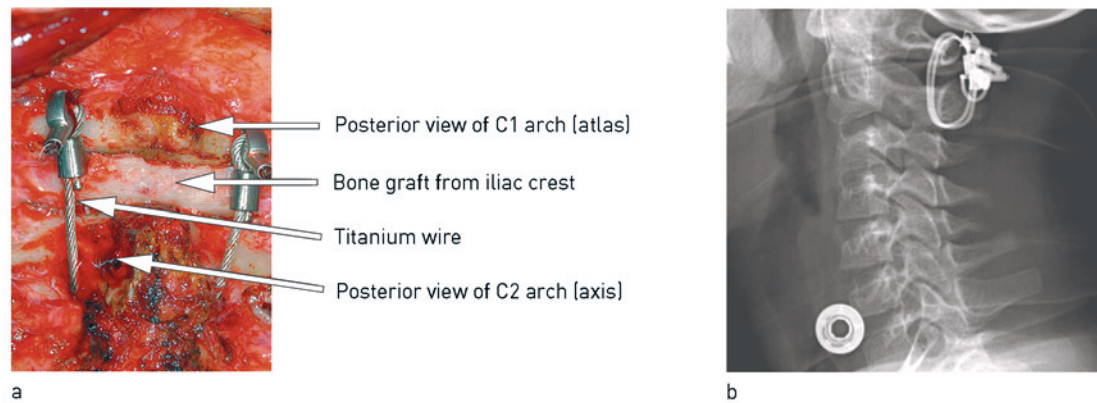 Posterior view of C1 arch (atlas)
Bone graft from iliac crest
Titanium wire
Posterior view of C2 arch (axis)
a
b